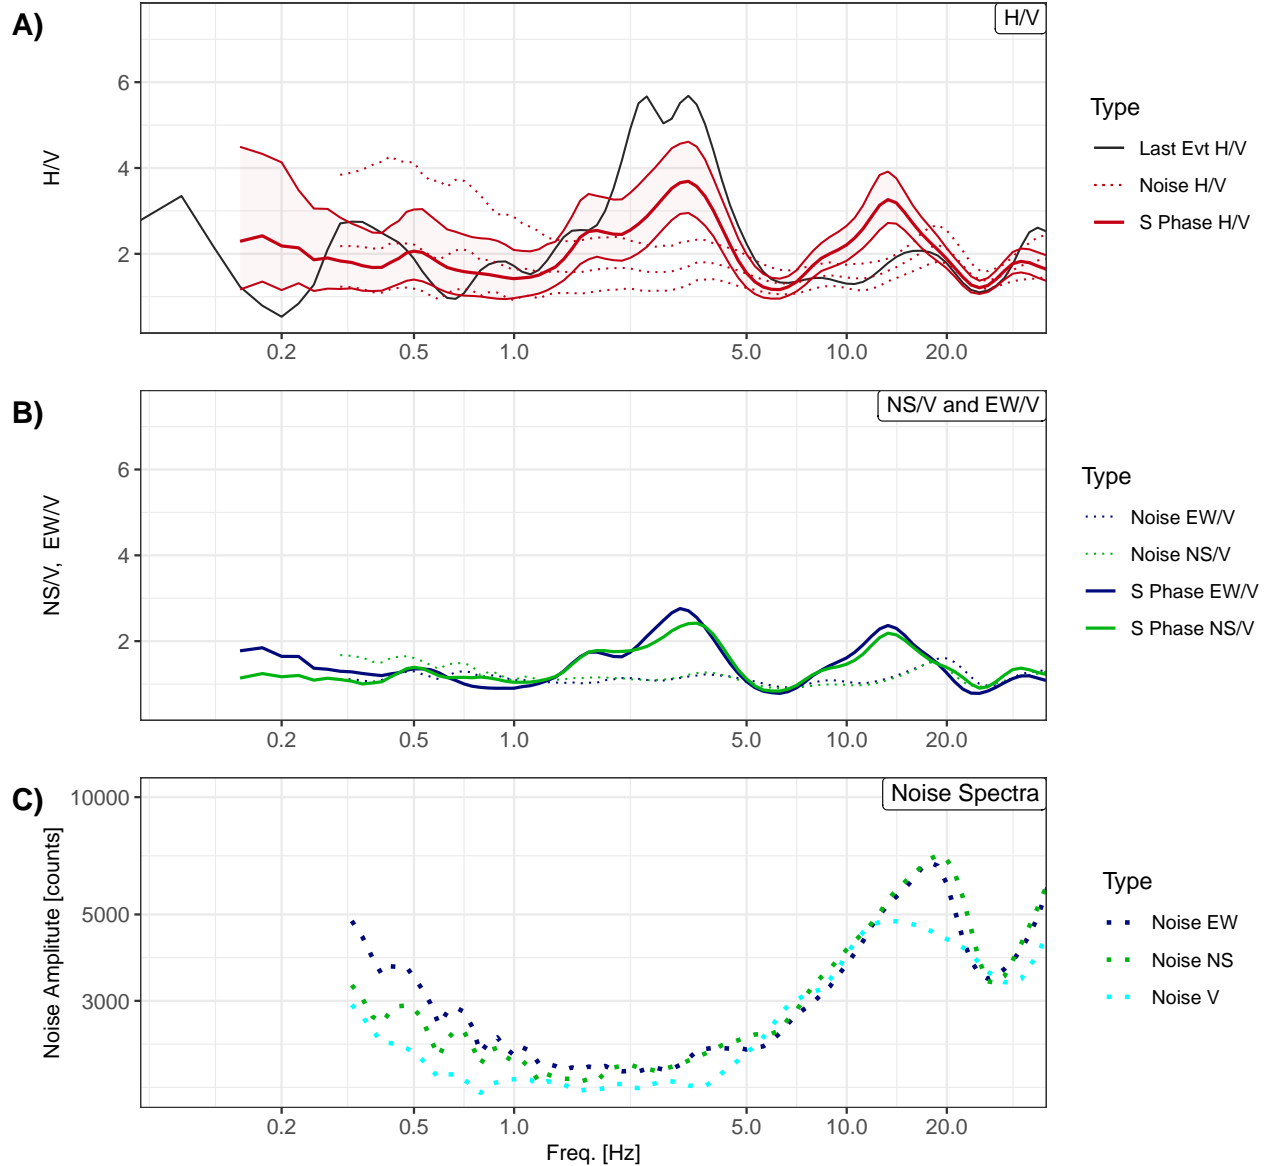 A)
H/V
6
4
2
H/V
0.2 0.5 1.0 5.0 10.0 20.0
Type
Last Evt H/V
Noise H/V
S Phase H/V
B)
NS/V and EW/V
6
4
2
NS/V, EW/V
0.2 0.5 1.0 5.0 10.0 20.0
Type
Noise EW/V
Noise NS/V
S Phase EW/V
S Phase NS/V
C)
Noise Spectra
10000
5000
3000
Noise Amplitute [counts]
0.2 0.5 1.0 5.0 10.0 20.0
Freq. [Hz]
Type
Noise EW
Noise NS
Noise V